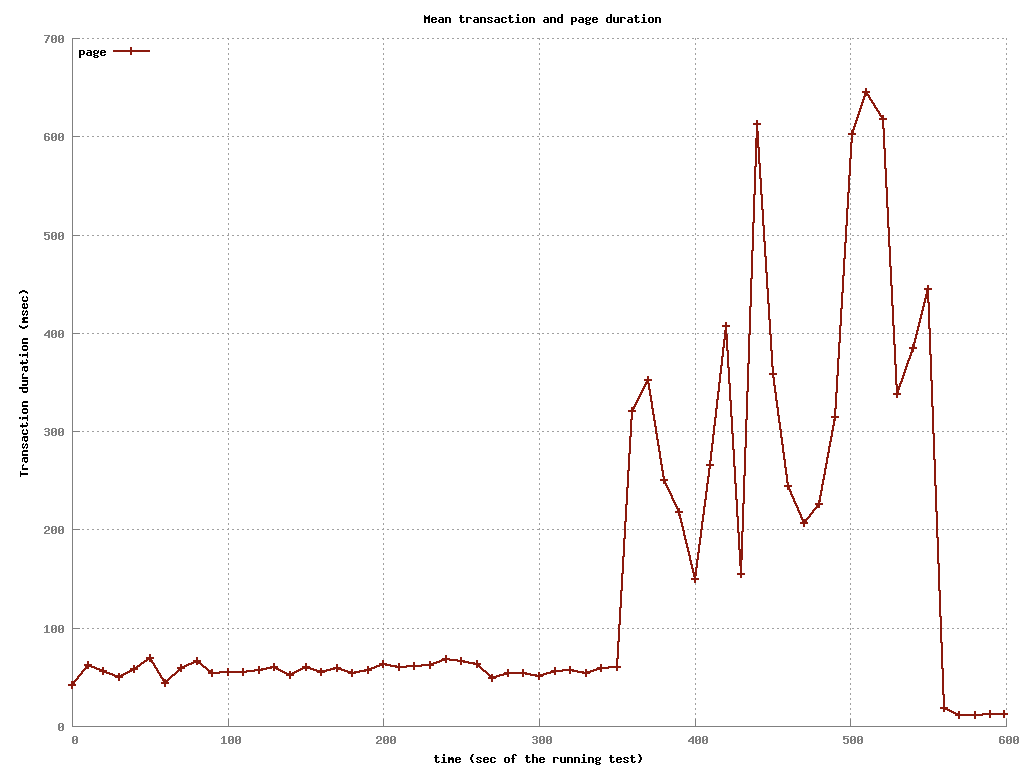 Mean transaction and page duration
700
page
600
500
400
300
200
100
0
Transaction duration (msec)
0 100 200 300 400 500 600
time (sec of the running test)